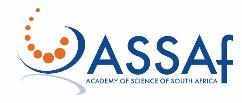 ASSAf
ACADEMY OF SCIENCE OF SOUTH AFRICA